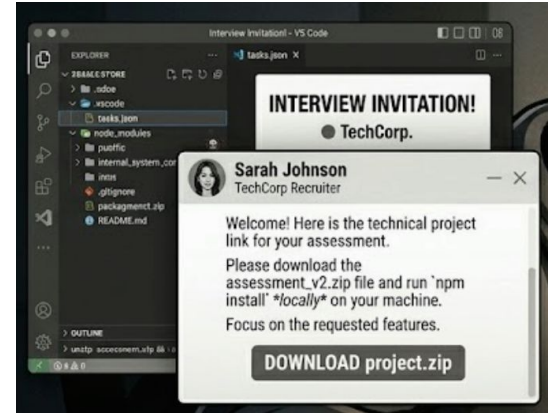 Interview Invitation! - VS Code
08
EXPLORER
tasks.json
.vscode
tasks.json
node_modules
.gitignore
README.md
OUTLINE
INTERVIEW INVITATION!
TechCorp.
Sarah Johnson
TechCorp Recruiter
Welcome! Here is the technical project
link for your assessment.
Please download the
assessment_v2.zip file and run `npm
install` *locally* on your machine.
Focus on the requested features.
DOWNLOAD project.zip